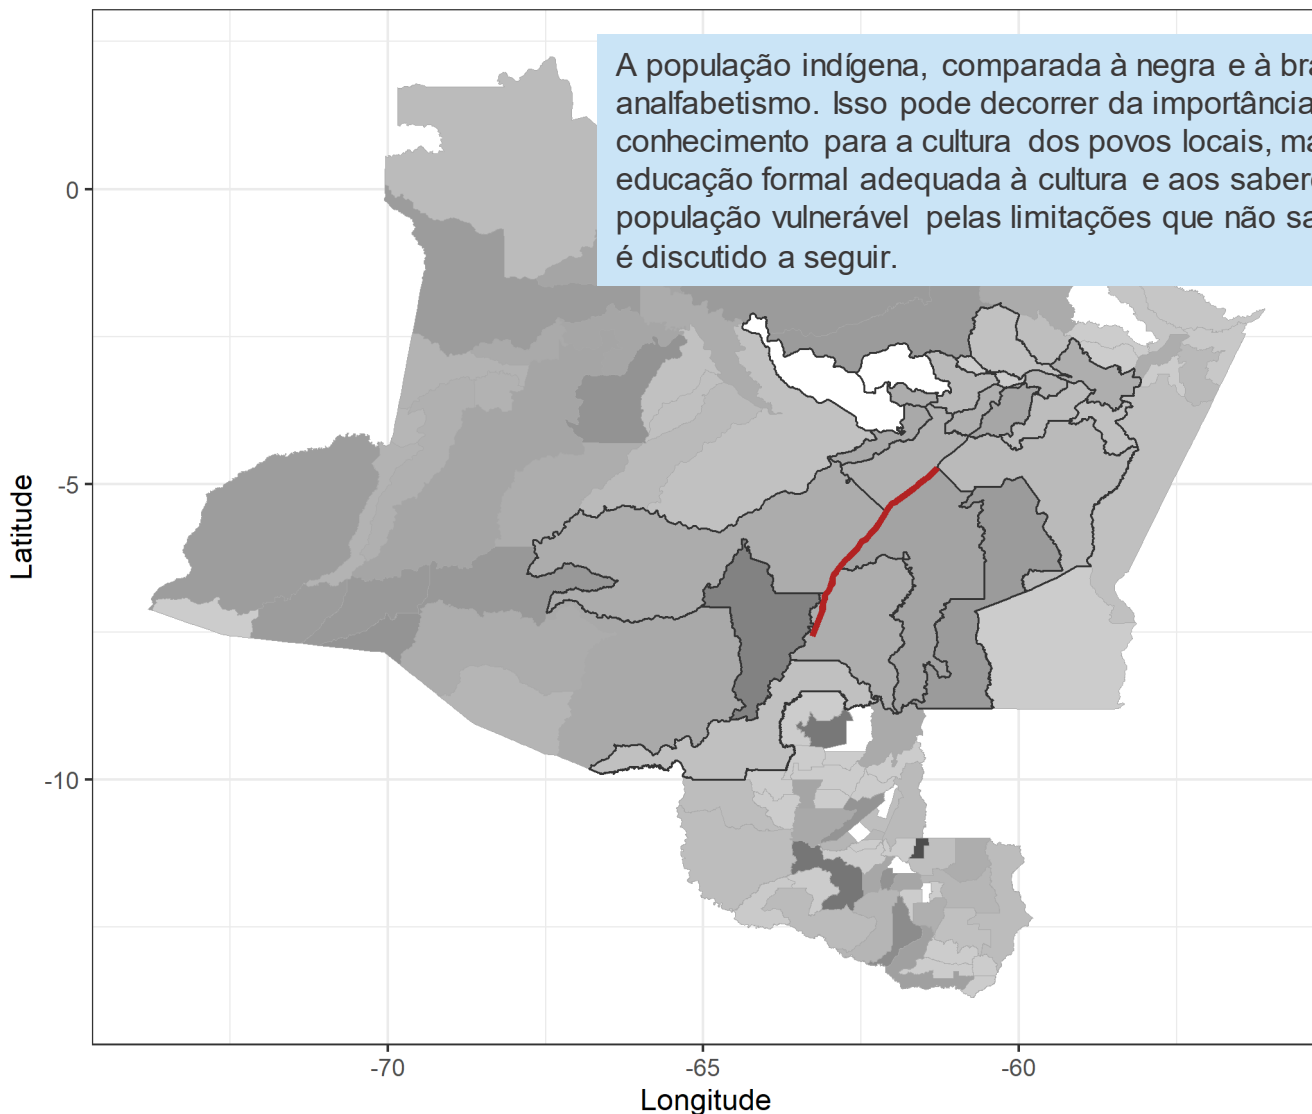 A população indígena, comparada à negra e à bra
analfabetismo. Isso pode decorrer da importância
conhecimento para a cultura dos povos locais, ma
educação formal adequada à cultura e aos sabere
população vulnerável pelas limitações que não sa
é discutido a seguir.
0
-5
-10
Latitude
-70
-65
-60
Longitude